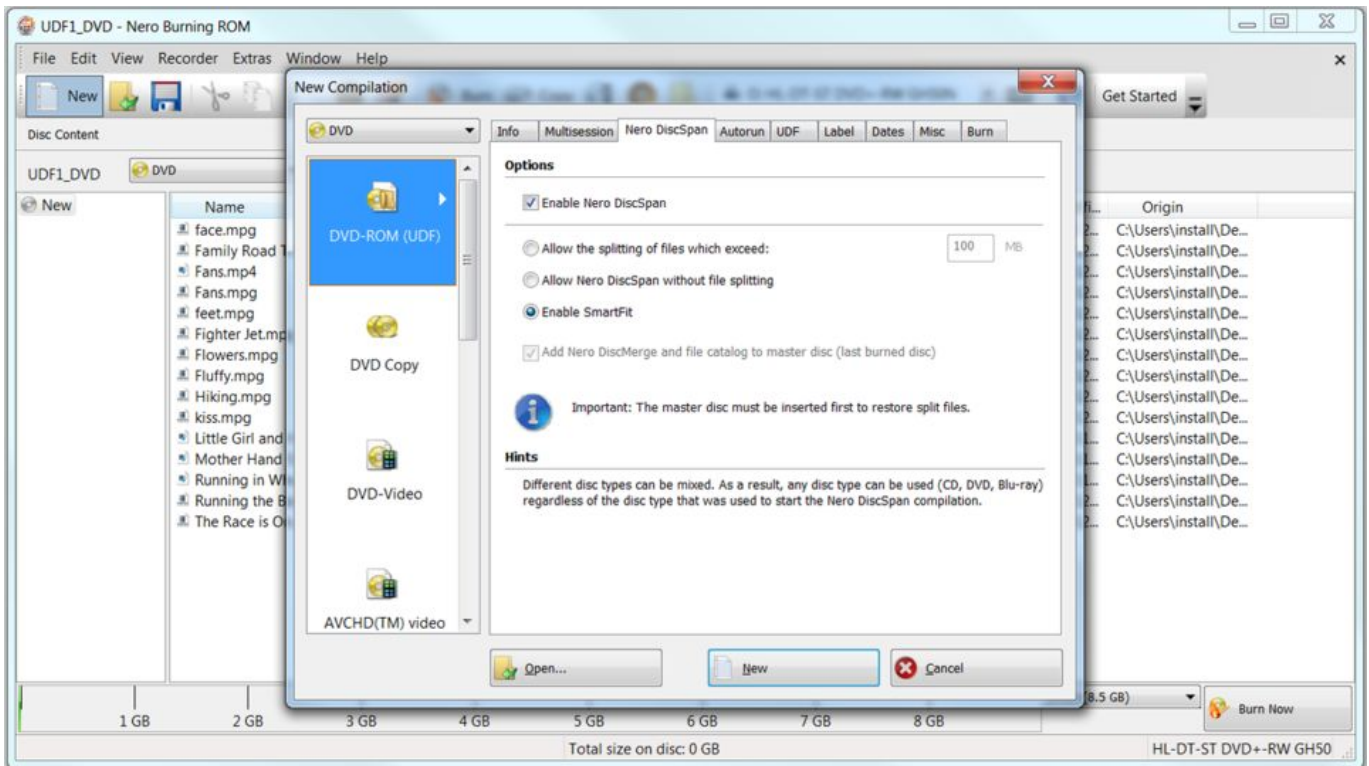 UDF1_DVD - Nero Burning ROM
File Edit View Recorder Extras Window Help
New
Get Started
Disc Content
UDF1_DVD DVD
New
Name
Origin
face.mpg C:\Users\install\De...
Family Road C:\Users\install\De...
Fans.mp4 C:\Users\install\De...
Fans.mpg C:\Users\install\De...
feet.mpg C:\Users\install\De...
Fighter Jet.mp C:\Users\install\De...
Flowers.mpg C:\Users\install\De...
Fluffy.mpg C:\Users\install\De...
Hiking.mpg C:\Users\install\De...
kiss.mpg C:\Users\install\De...
Little Girl and C:\Users\install\De...
Mother Hand C:\Users\install\De...
Running in C:\Users\install\De...
Running the C:\Users\install\De...
The Race is C:\Users\install\De...
New Compilation
DVD
DVD-ROM (UDF)
DVD Copy
DVD-Video
AVCHD(TM) video
Info Multisession Nero DiscSpan Autorun UDF Label Dates Misc Burn
Options
Enable Nero DiscSpan
Allow the splitting of files which exceed: 100 MB
Allow Nero DiscSpan without file splitting
Enable SmartFit
Add Nero DiscMerge and file catalog to master disc (last burned disc)
Important: The master disc must be inserted first to restore split files.
Hints
Different disc types can be mixed. As a result, any disc type can be used (CD, DVD, Blu-ray)
regardless of the disc type that was used to start the Nero DiscSpan compilation.
Open... New Cancel
1 GB 2 GB 3 GB 4 GB 5 GB 6 GB 7 GB 8 GB
8.5 GB)
Burn Now
Total size on disc: 0 GB
HL-DT-ST DVD+-RW GH50